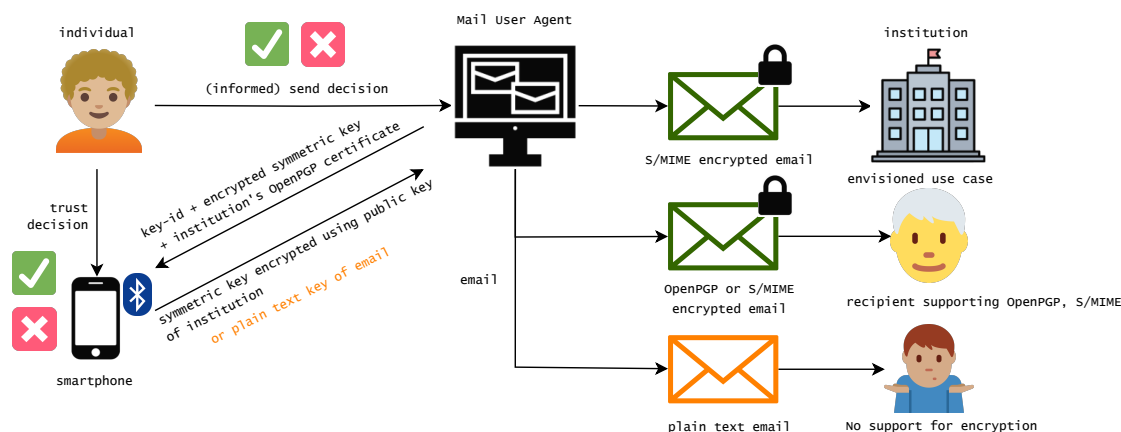 individual
Mail User Agent
institution
(informed) send decision
S/MIME encrypted email
envisioned use case
key-id + encrypted symmetric key
+ institution's OpenPGP certificate
trust
decision
symmetric key encrypted using public key
of institution
or plain text key of email
email
OpenPGP or S/MIME
encrypted email
recipient supporting OpenPGP, S/MIME
smartphone
plain text email
No support for encryption